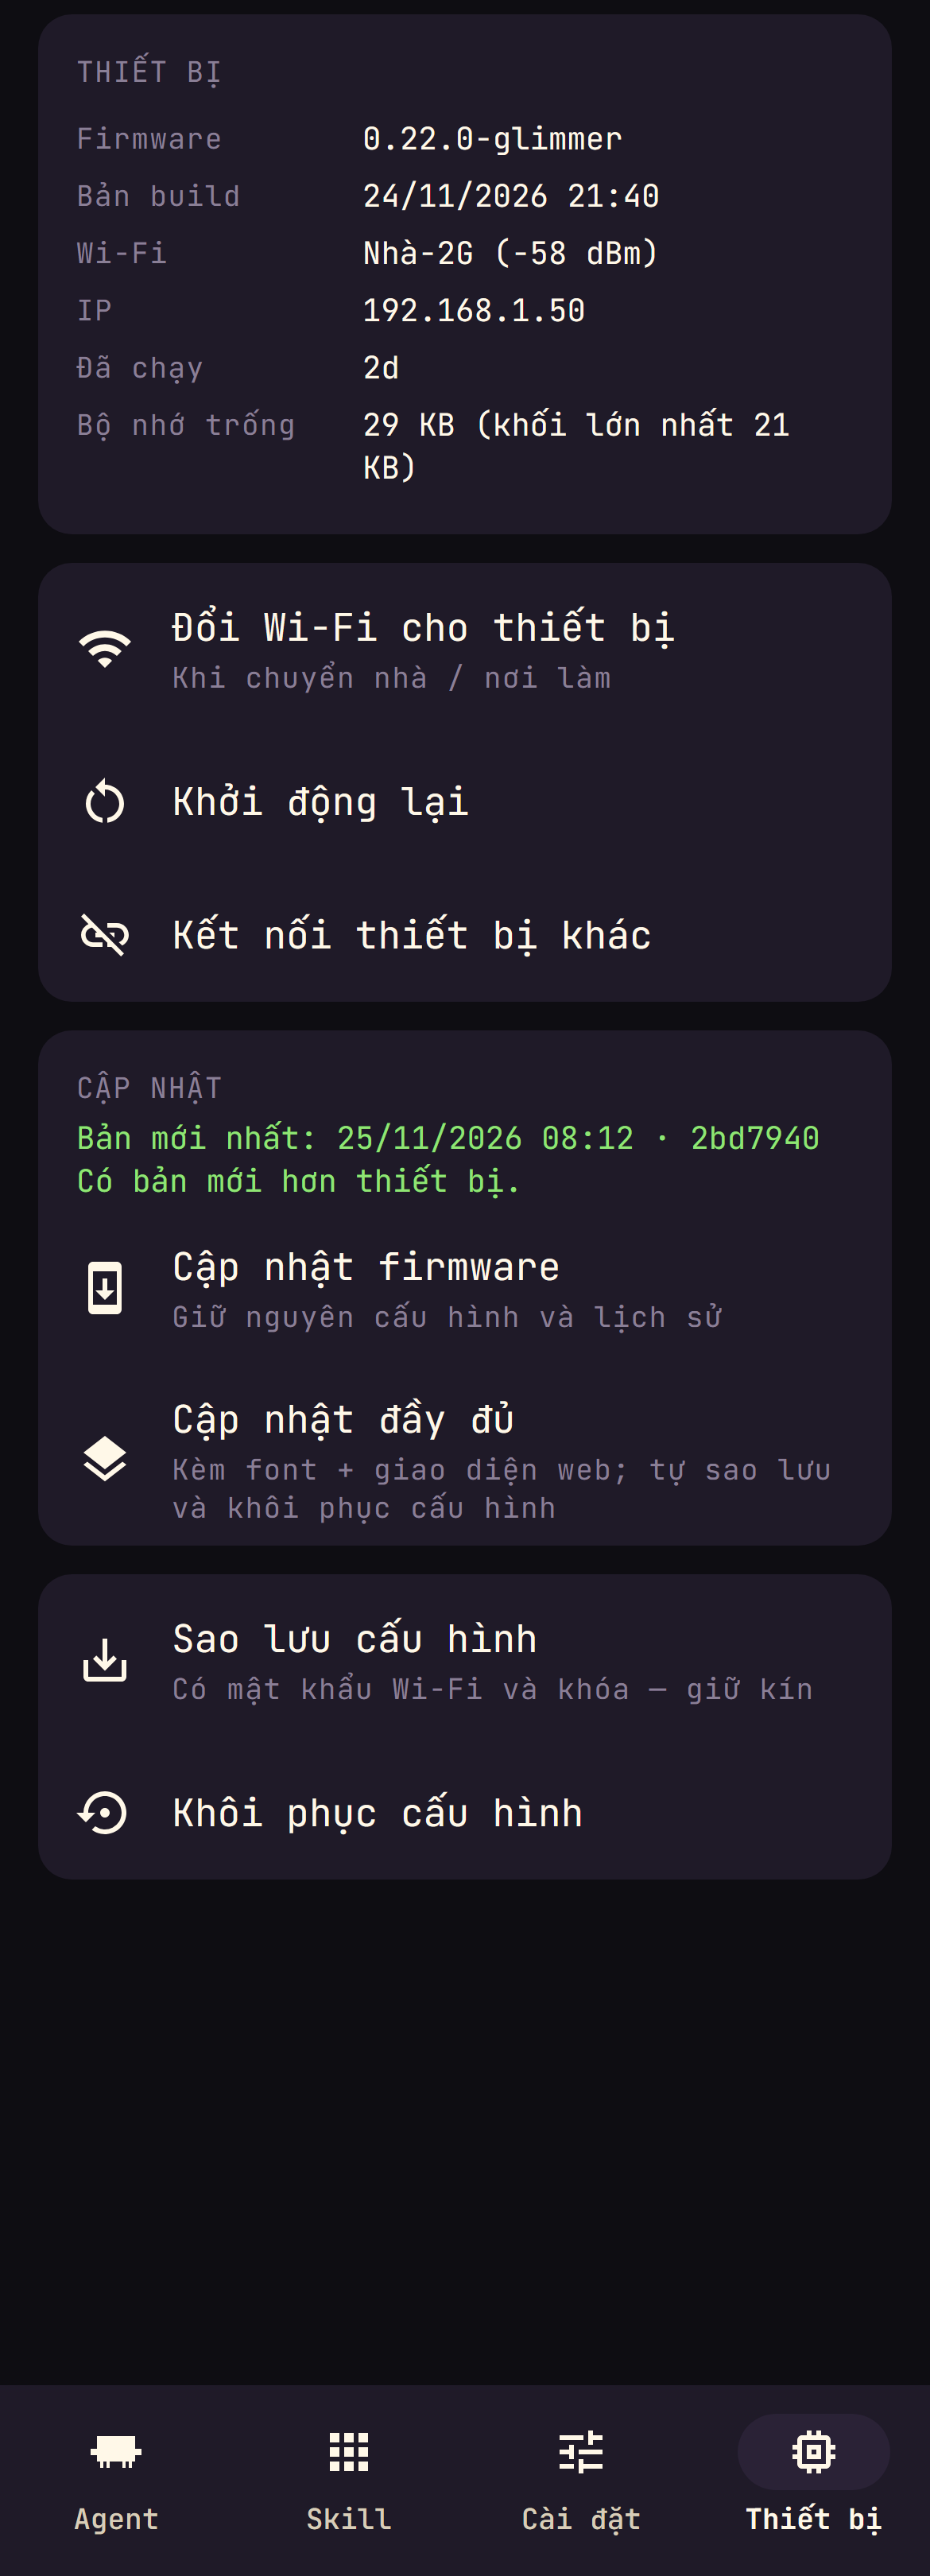 THIẾT BỊ
Firmware 0.22.0-glimmer
Bản build 24/11/2026 21:40
Wi-Fi Nhà-2G (-58 dBm)
IP 192.168.1.50
Đã chạy 2d
Bộ nhớ trống 29 KB (khối lớn nhất 21
KB)
Đổi Wi-Fi cho thiết bị
Khi chuyển nhà / nơi làm
Khởi động lại
Kết nối thiết bị khác
CẬP NHẬT
Bản mới nhất: 25/11/2026 08:12 · 2bd7940
Có bản mới hơn thiết bị.
Cập nhật firmware
Giữ nguyên cấu hình và lịch sử
Cập nhật đầy đủ
Kèm font + giao diện web; tự sao lưu
và khôi phục cấu hình
Sao lưu cấu hình
Có mật khẩu Wi-Fi và khóa — giữ kín
Khôi phục cấu hình
Agent Skill Cài đặt Thiết bị